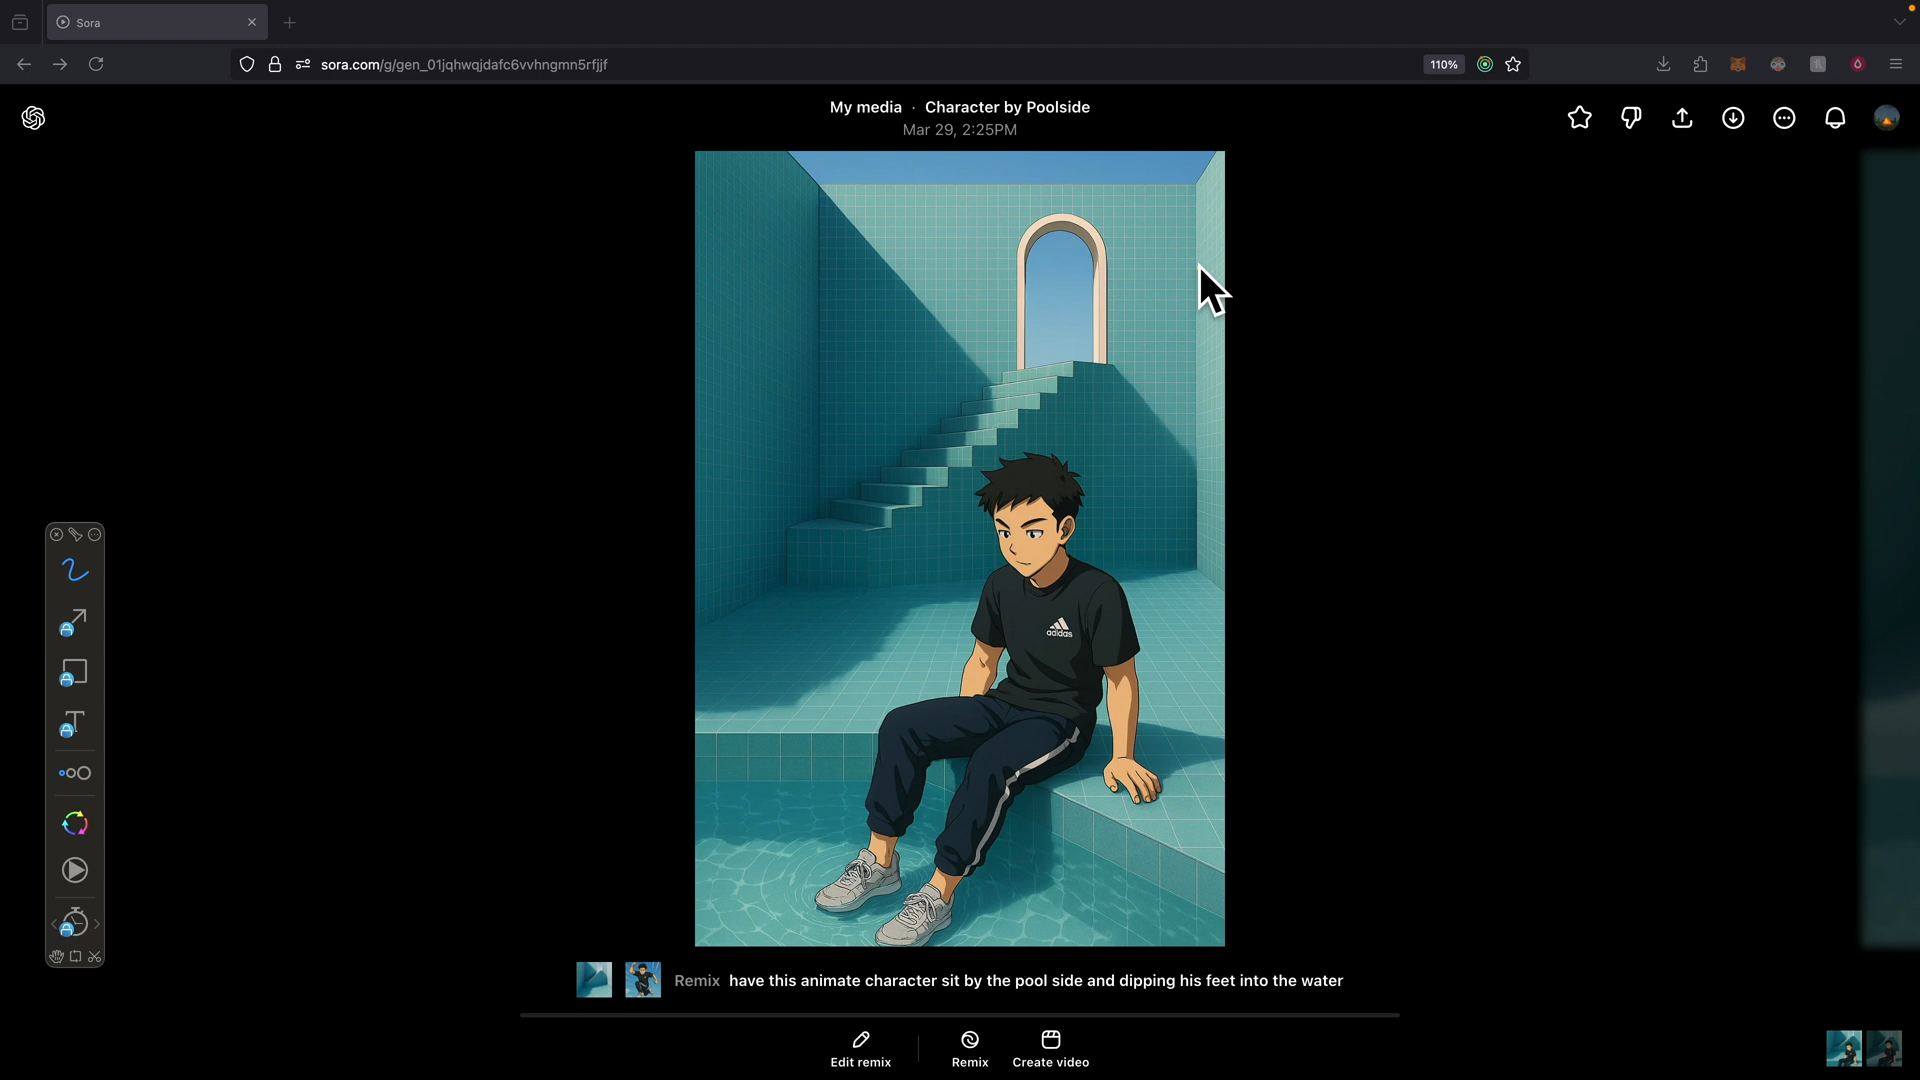 Sora
sora.com/g/gen_01jqhwqjdafc6vvhngmn5rfjjf
110%
My media · Character by Poolside
Mar 29, 2:25PM
adidas
Remix have this animate character sit by the pool side and dipping his feet into the water
Edit remix
Remix
Create video